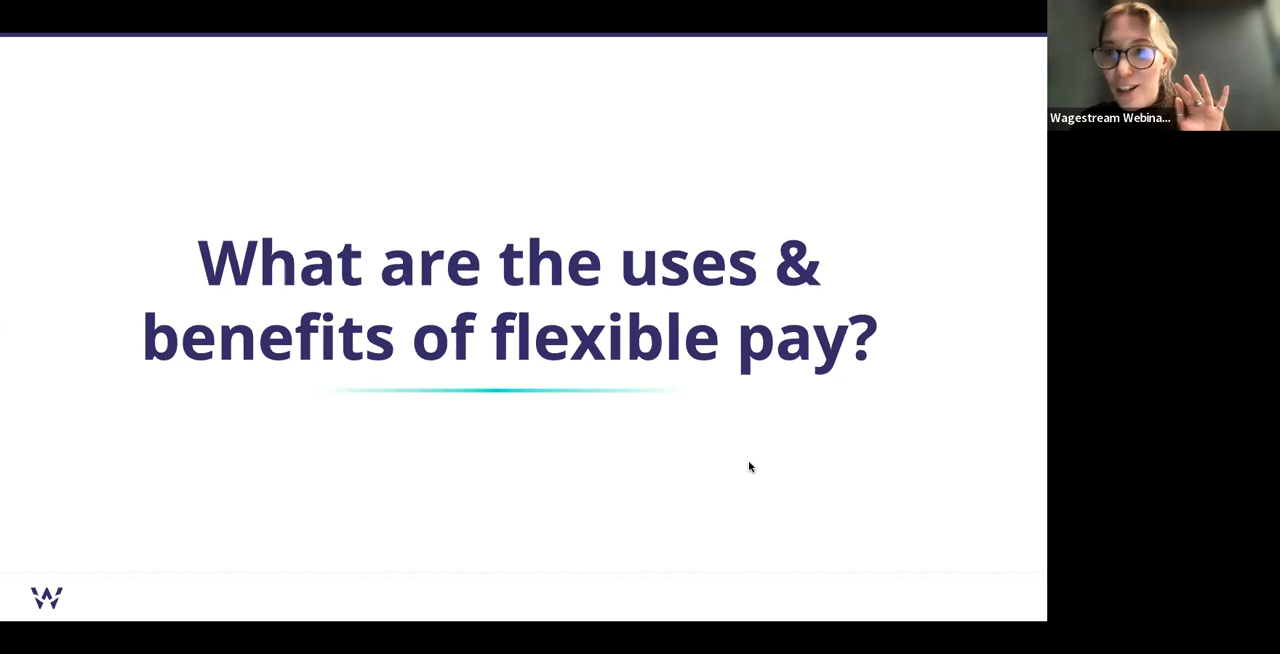 What are the uses &
benefits of flexible pay?
Wagestream Webina...